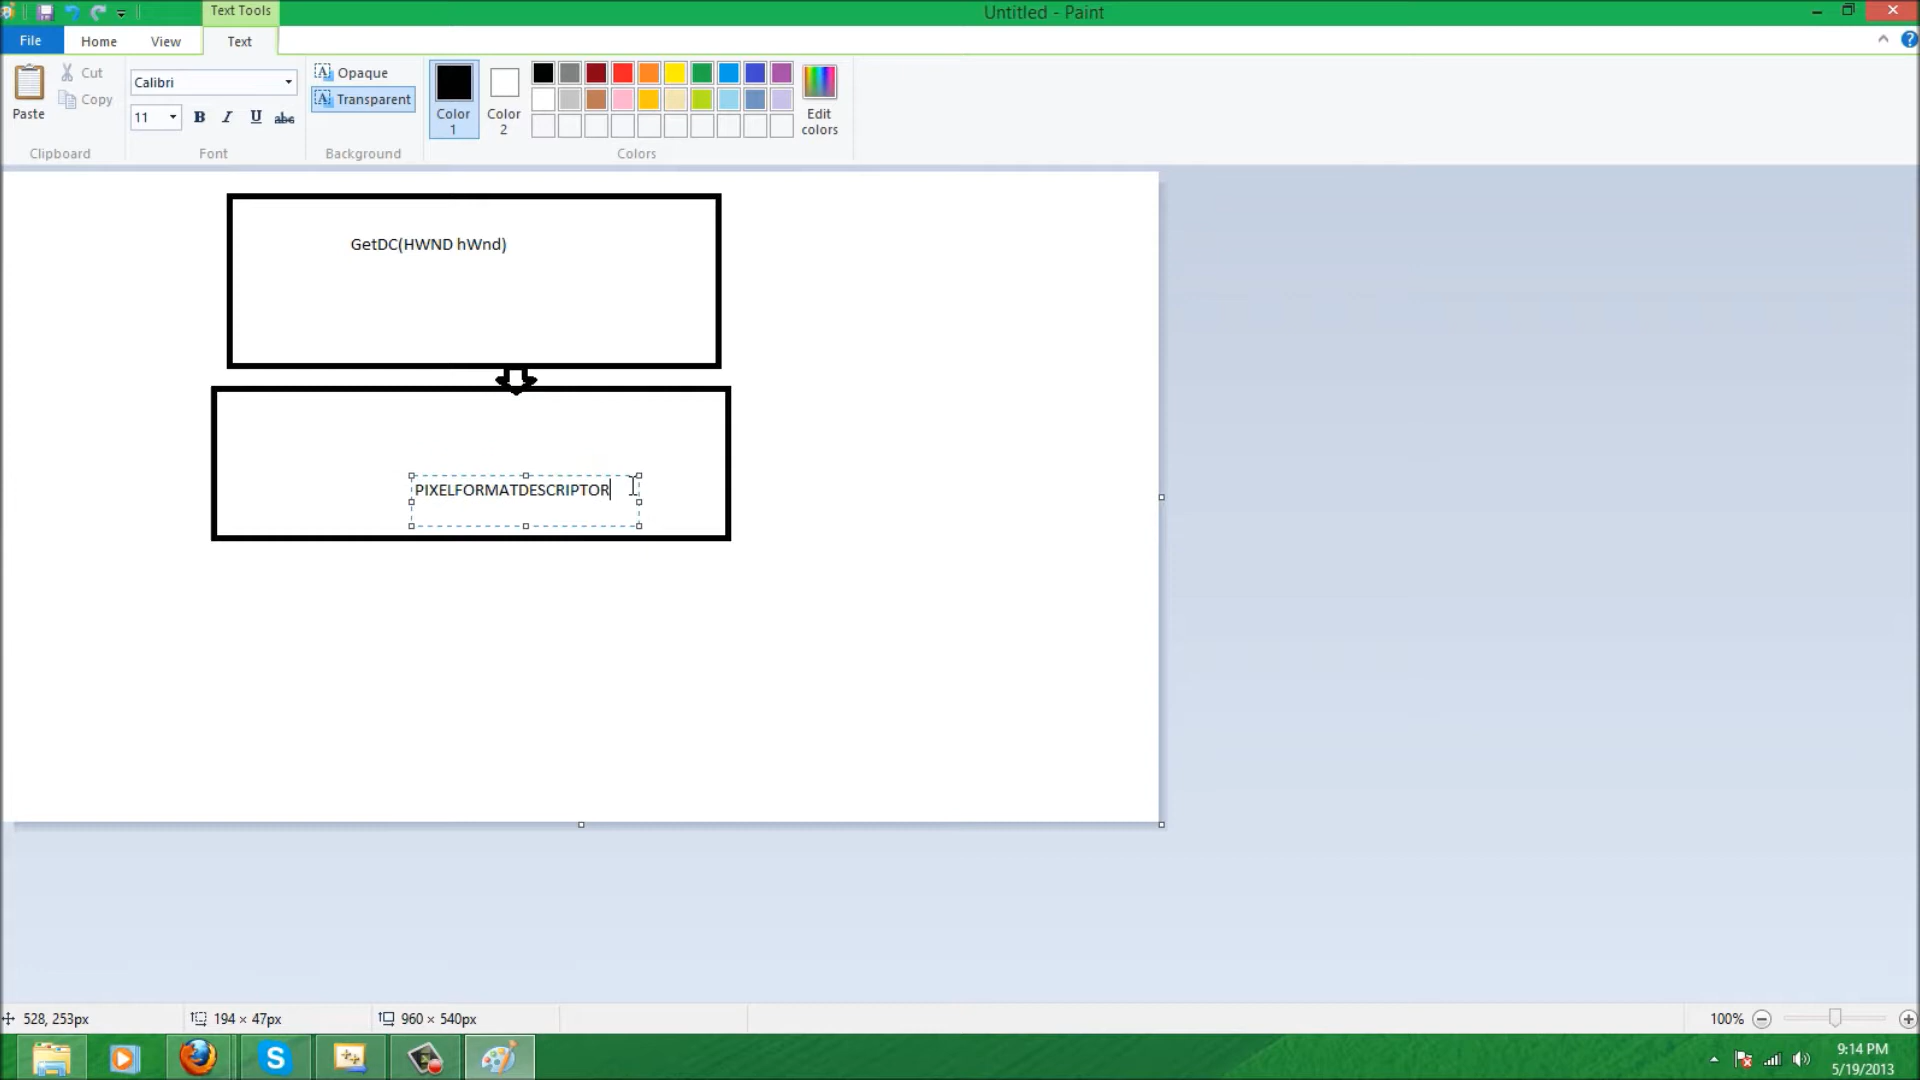 Text Tools
Untitled - Paint
File
Home
View
Text
Paste
Cut
Copy
Clipboard
Calibri
11
B
I
U
abc
Font
Opaque
Transparent
Background
Color
1
Color
2
Edit
colors
Colors
GetDC(HWND hWnd)
PIXELFORMATDESCRIPTOR
528, 253px
194 × 47px
960 × 540px
100%
9:14 PM
5/19/2013